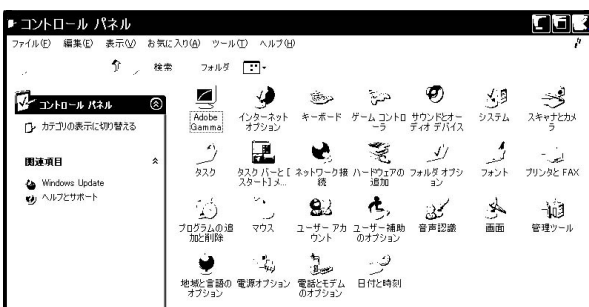 コントロール パネル
ファイル(F) 編集(E) 表示(V) お気に入り(A) ツール(T) ヘルプ(H)
検索 フォルダ
コントロール パネル
カテゴリの表示に切り替える
関連項目
Windows Update
ヘルプとサポート
Adobe Gamma
インターネット オプション
キーボード
ゲーム コントローラ
サウンドとオーディオ デバイス
システム
スキャナとカメラ
タスク
タスク バーと [スタート] メ...
ネットワーク接続
ハードウェアの追加
フォルダ オプション
フォント
プリンタと FAX
プログラムの追加と削除
マウス
ユーザー アカウント
ユーザー補助のオプション
音声認識
画面
管理ツール
地域と言語のオプション
電源オプション
電話とモデムのオプション
日付と時刻